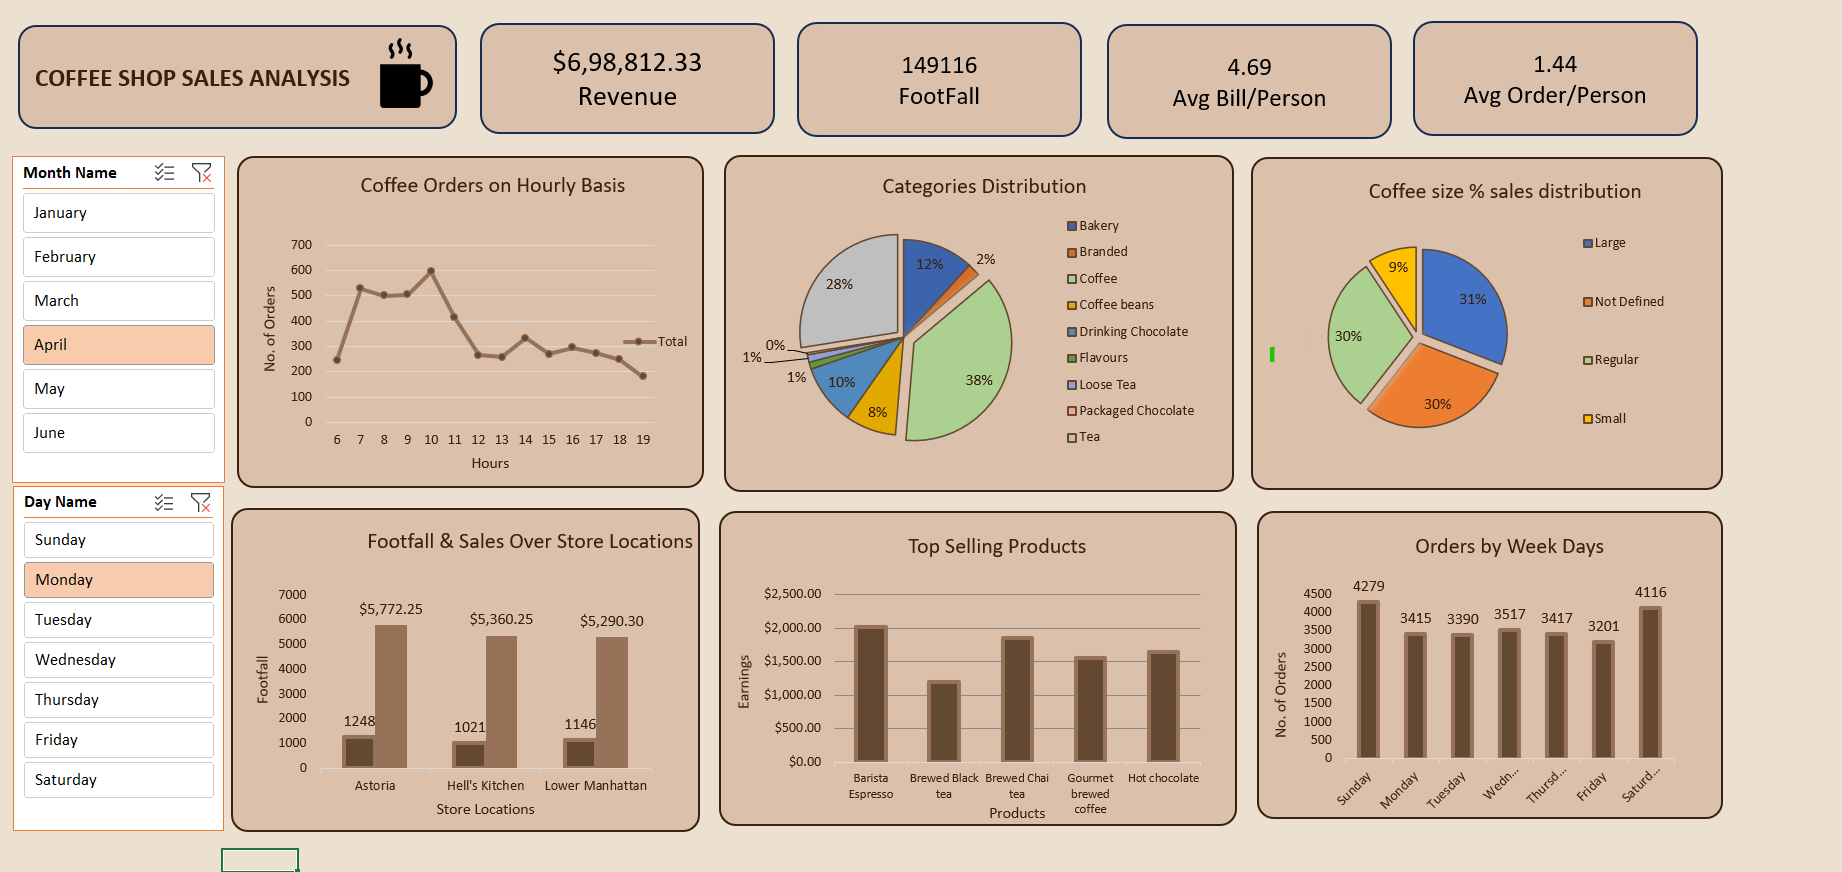 COFFEE SHOP SALES ANALYSIS
$6,98,812.33
Revenue
149116
FootFall
4.69
Avg Bill/Person
1.44
Avg Order/Person
Month Name
January
February
March
April
May
June
Day Name
Sunday
Monday
Tuesday
Wednesday
Thursday
Friday
Saturday
Coffee Orders on Hourly Basis
No. of Orders
700
600
500
400
300
200
100
0
6 7 8 9 10 11 12 13 14 15 16 17 18 19
Hours
Total
Categories Distribution
12%
2%
38%
8%
10%
1%
1%
0%
28%
Bakery
Branded
Coffee
Coffee beans
Drinking Chocolate
Flavours
Loose Tea
Packaged Chocolate
Tea
Coffee size % sales distribution
31%
30%
30%
9%
Large
Not Defined
Regular
Small
Footfall & Sales Over Store Locations
Footfall
7000
6000
5000
4000
3000
2000
1000
0
$5,772.25
$5,360.25
$5,290.30
1248
1021
1146
Astoria Hell's Kitchen Lower Manhattan
Store Locations
Top Selling Products
Earnings
$2,500.00
$2,000.00
$1,500.00
$1,000.00
$500.00
$0.00
Barista Espresso
Brewed Black tea
Brewed Chai tea
Gourmet brewed coffee
Hot chocolate
Products
Orders by Week Days
No. of Orders
4500
4000
3500
3000
2500
2000
1500
1000
500
0
4279
3415
3390
3517
3417
3201
4116
Sunday
Monday
Tuesday
Wedn...
Thursd...
Friday
Saturd...